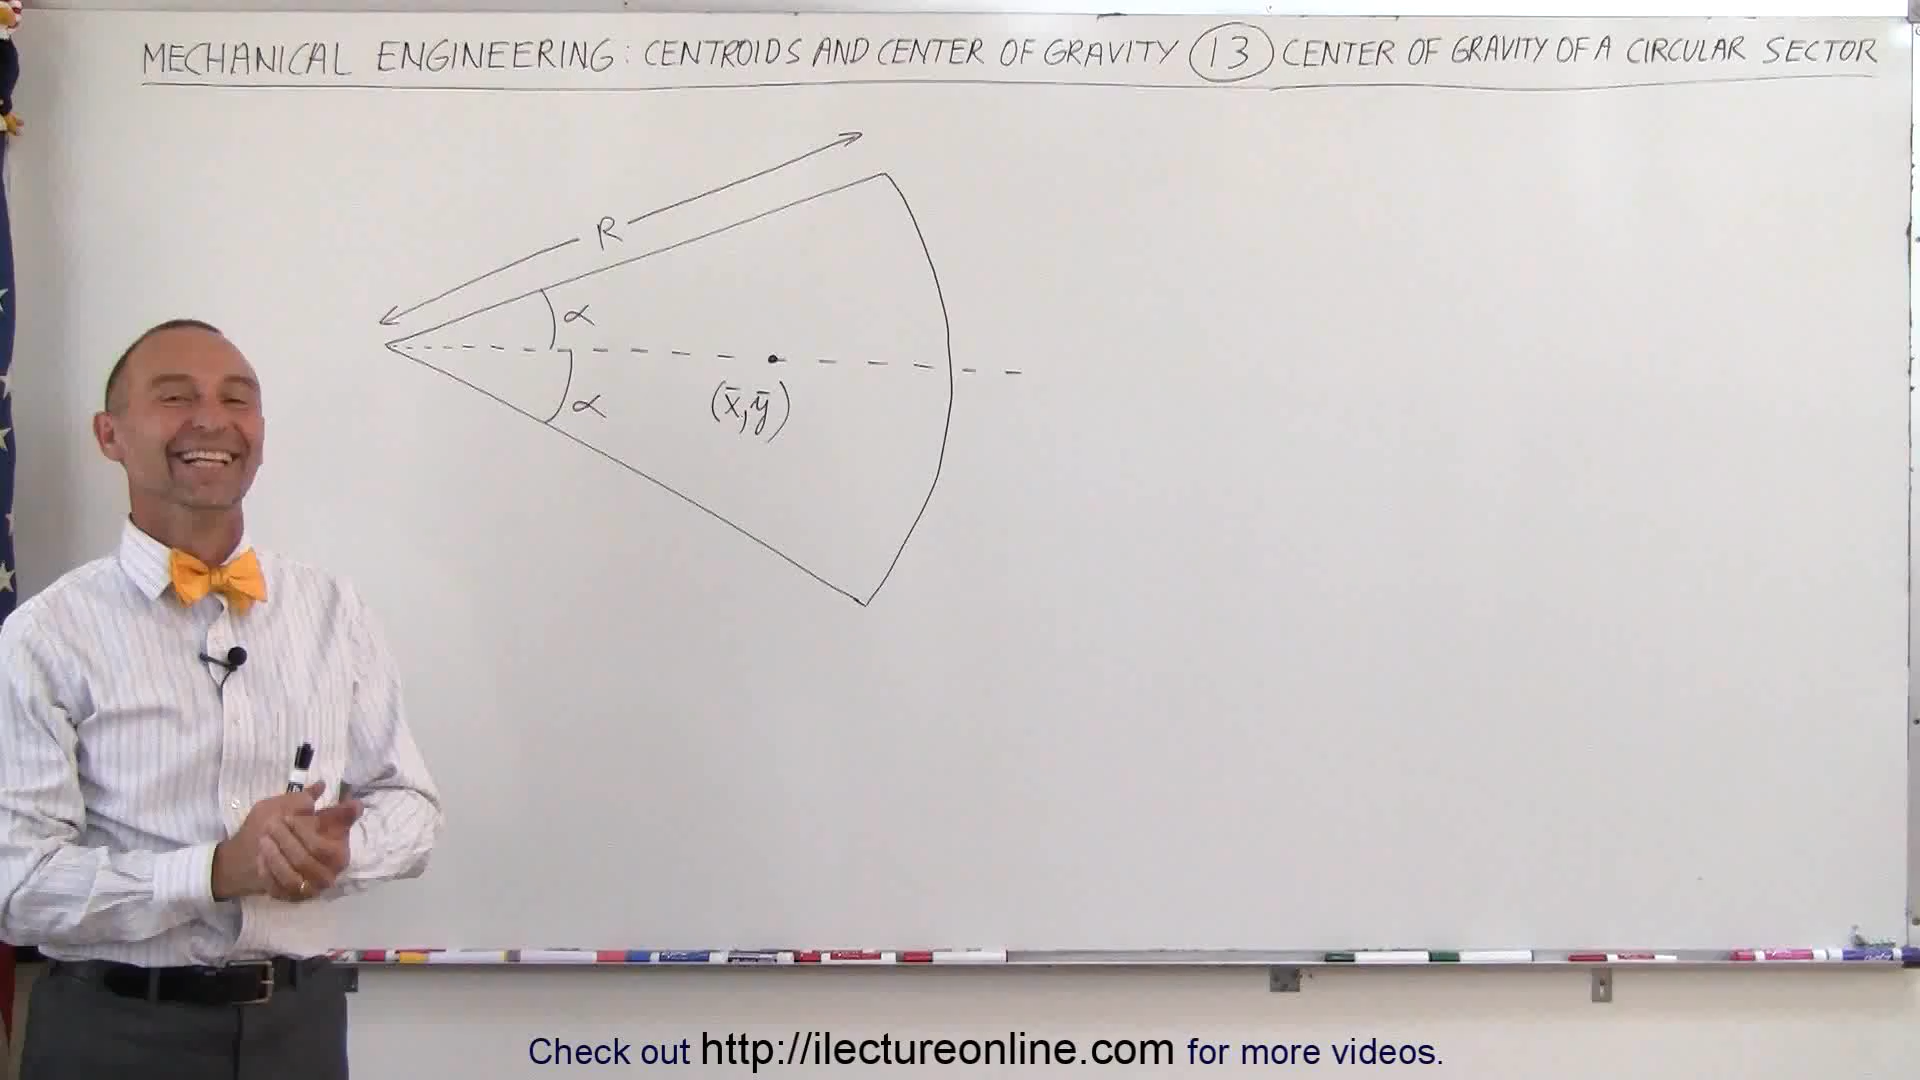 MECHANICAL ENGINEERING: CENTROIDS AND CENTER OF GRAVITY 13 CENTER OF GRAVITY OF A CIRCULAR SECTOR
R
α
α
(x̄,ȳ)
Check out http://ilectureonline.com for more videos.